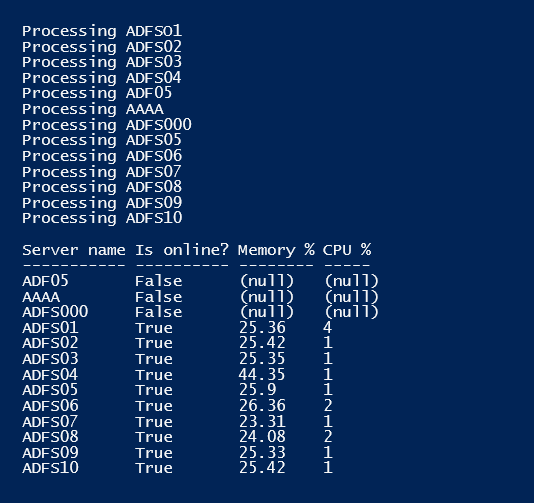 Processing ADFS01
Processing ADFS02
Processing ADFS03
Processing ADFS04
Processing ADF05
Processing AAAA
Processing ADFS000
Processing ADFS05
Processing ADFS06
Processing ADFS07
Processing ADFS08
Processing ADFS09
Processing ADFS10
Server name Is online? Memory % CPU %
----------- ---------- -------- -----
ADF05 False (null) (null)
AAAA False (null) (null)
ADFS000 False (null) (null)
ADFS01 True 25.36 4
ADFS02 True 25.42 1
ADFS03 True 25.35 1
ADFS04 True 44.35 1
ADFS05 True 25.9 1
ADFS06 True 26.36 2
ADFS07 True 23.31 1
ADFS08 True 24.08 2
ADFS09 True 25.33 1
ADFS10 True 25.42 1